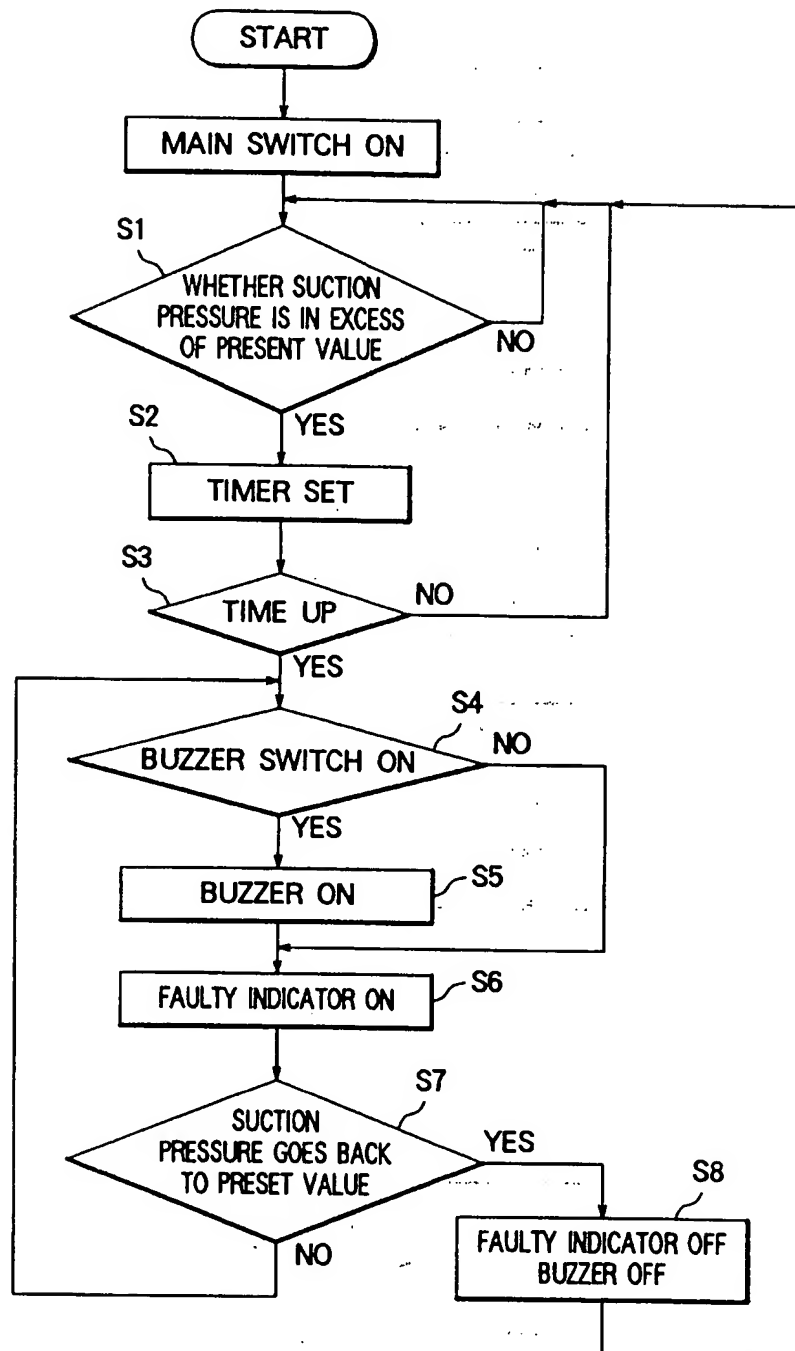 START
MAIN SWITCH ON
S1
WHETHER SUCTION
PRESSURE IS IN EXCESS
OF PRESENT VALUE
NO
YES
S2
TIMER SET
S3
TIME UP
NO
YES
S4
BUZZER SWITCH ON
NO
YES
BUZZER ON
S5
FAULTY INDICATOR ON
S6
S7
SUCTION
PRESSURE GOES BACK
TO PRESET VALUE
YES
NO
S8
FAULTY INDICATOR OFF
BUZZER OFF